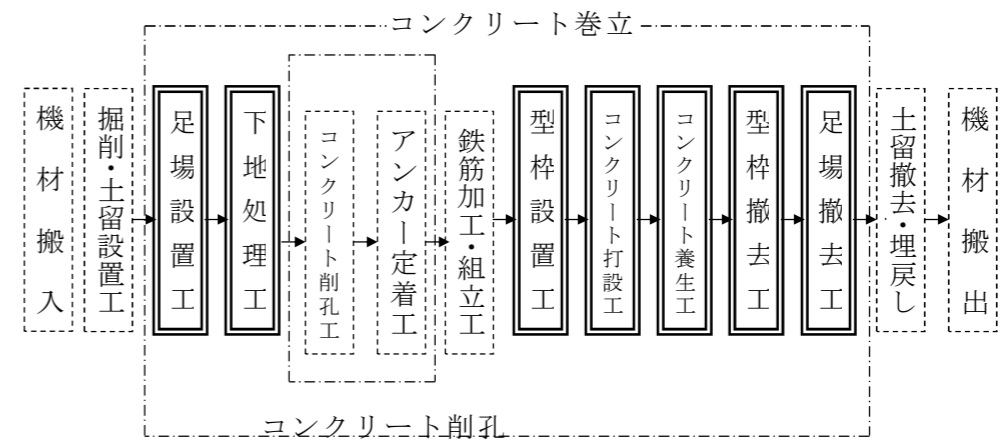 コンクリート巻立
機材搬入
掘削・土留設置工
足場設置工
下地処理工
コンクリート削孔工
アンカー定着工
鉄筋加工・組立工
型枠設置工
コンクリート打設工
コンクリート養生工
型枠撤去工
足場撤去工
土留撤去・埋戻し
機材搬出
コンクリート削孔